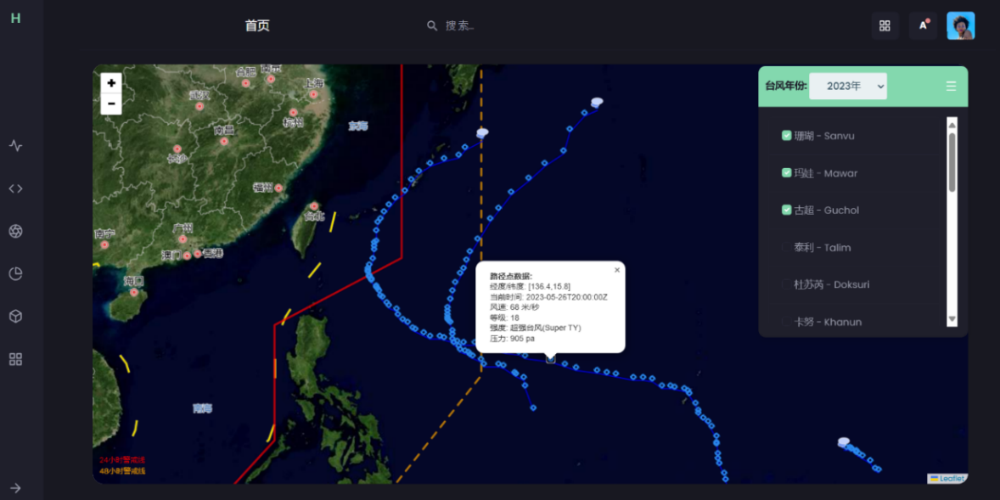 H
首页
搜索...
A
+
−
合肥
南京
上海
武汉
杭州
东海
南昌
长沙
福州
台北
南宁
广州
澳门
香港
海口
南海
24小时警戒线
48小时警戒线
台风年份:
2023年
珊瑚 - Sanvu
玛娃 - Mawar
古超 - Guchol
泰利 - Talim
杜苏芮 - Doksuri
卡努 - Khanun
×
路径点数据:
经度/纬度: [136.4,15.8]
当前时间: 2023-05-26T20:00:00Z
风速: 68 米/秒
等级: 18
强度: 超强台风(Super TY)
压力: 905 pa
Leaflet